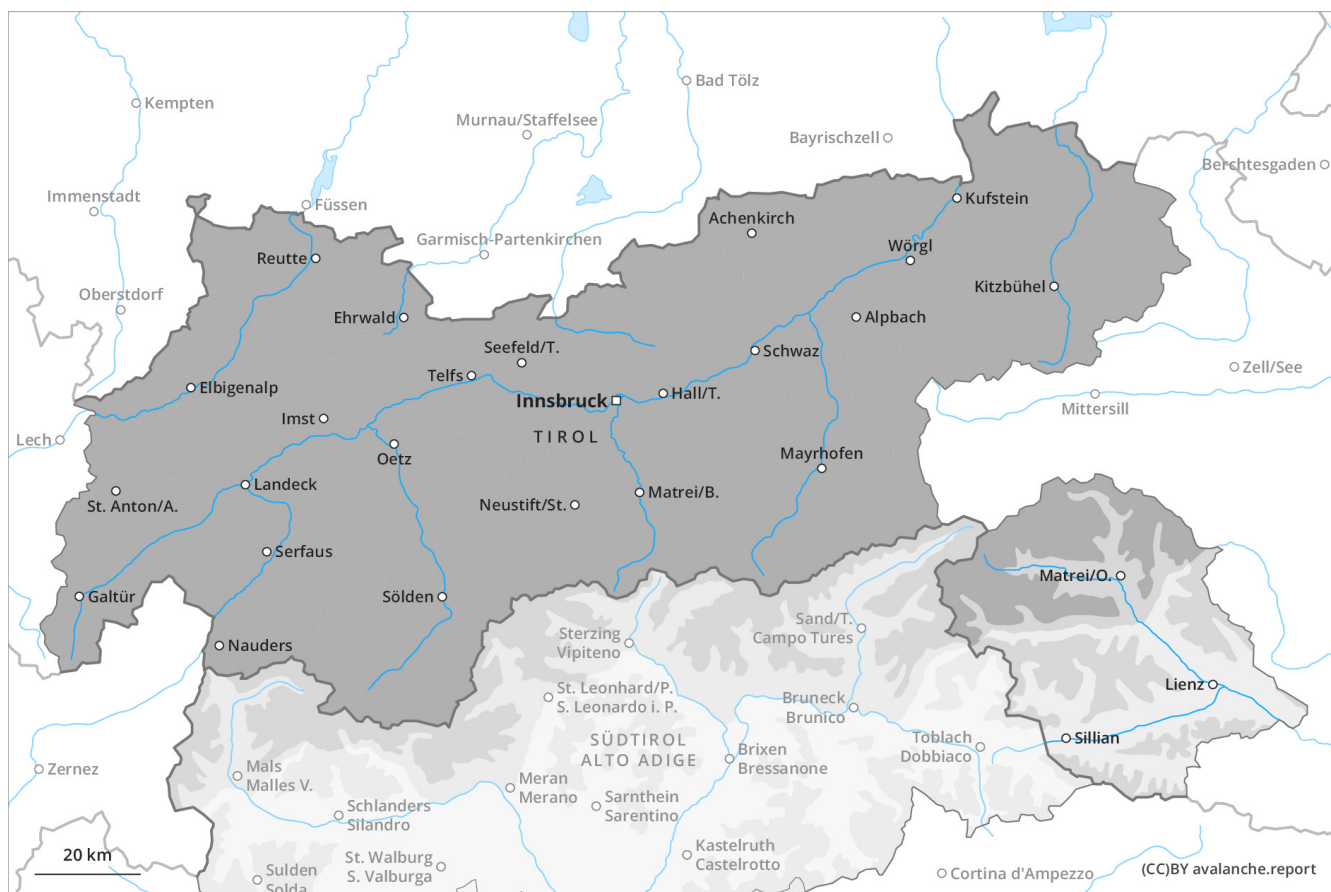 Bad Tölz
Kempten
Murnau/Staffelsee
Bayrischzell
Berchtesgaden
Immenstadt
Füssen
Kufstein
Achenkirch
Garmisch-Partenkirchen
Wörgl
Reutte
Kitzbühel
Oberstdorf
Ehrwald
Alpbach
Seefeld/T.
Schwaz
Zell/See
Telfs
Elbigenalp
Hall/T.
Innsbruck
Mittersill
Imst
TIROL
Lech
Oetz
Mayrhofen
Landeck
St. Anton/A.
Neustift/St.
Matrei/B.
Serfaus
Matrei/O.
Galtür
Sölden
Sand/T.
Campo Tures
Sterzing
Vipiteno
Nauders
Lienz
St. Leonhard/P.
S. Leonardo i. P.
Bruneck
Brunico
SÜDTIROL
ALTO ADIGE
Sillian
Toblach
Dobbiaco
Brixen
Bressanone
Zernez
Mals
Malles V.
Meran
Merano
Schlanders
Silandro
Sarnthein
Sarentino
Kastelruth
Castelrotto
20 km
St. Walburg
S. Valburga
Sulden
Solda
Cortina d'Ampezzo
(CC)BY avalanche.report